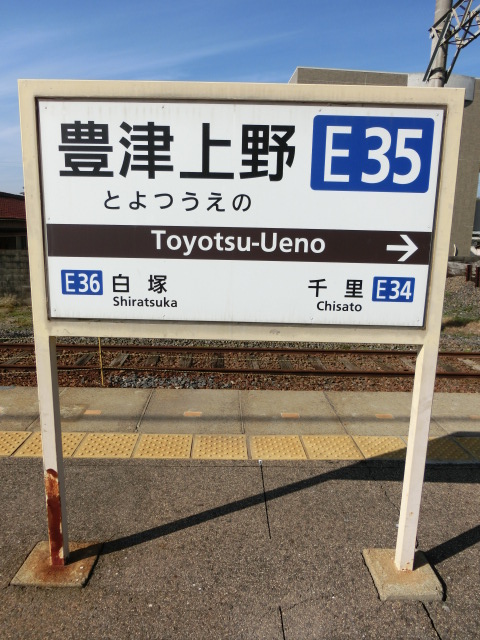 豊津上野 E35
とよつうえの
Toyotsu-Ueno →
E36 白塚 千里 E34
Shiratsuka Chisato